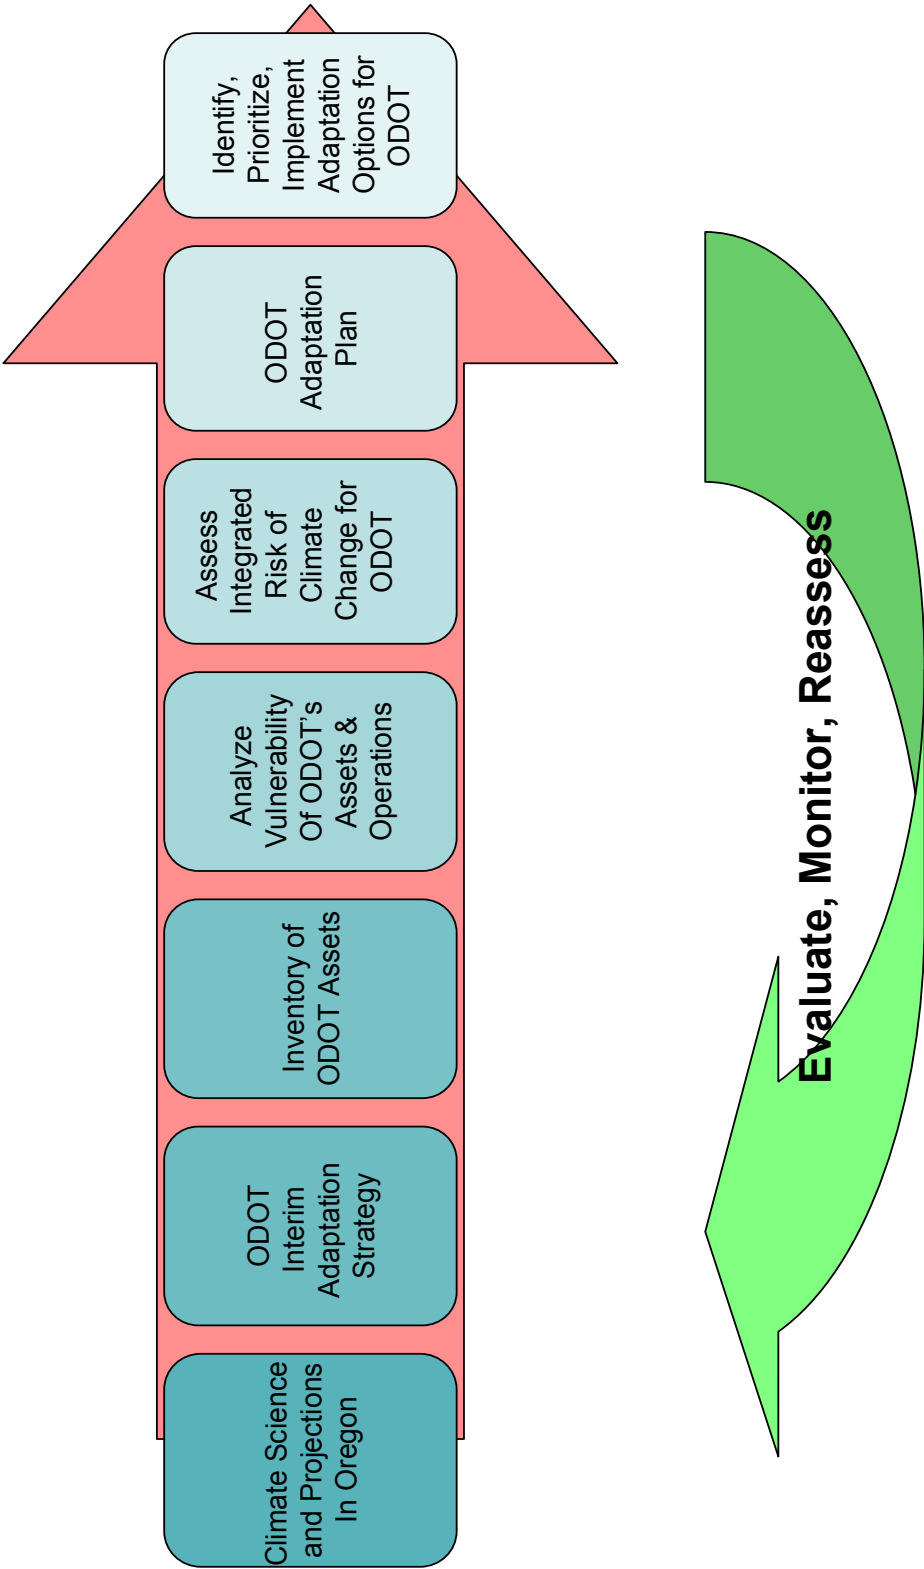 Climate Science
and Projections
In Oregon
ODOT
Interim
Adaptation
Strategy
Inventory of
ODOT Assets
Analyze
Vulnerability
Of ODOT's
Assets &
Operations
Assess
Integrated
Risk of
Climate
Change for
ODOT
ODOT
Adaptation
Plan
Identify,
Prioritize,
Implement
Adaptation
Options for
ODOT
Evaluate, Monitor, Reassess